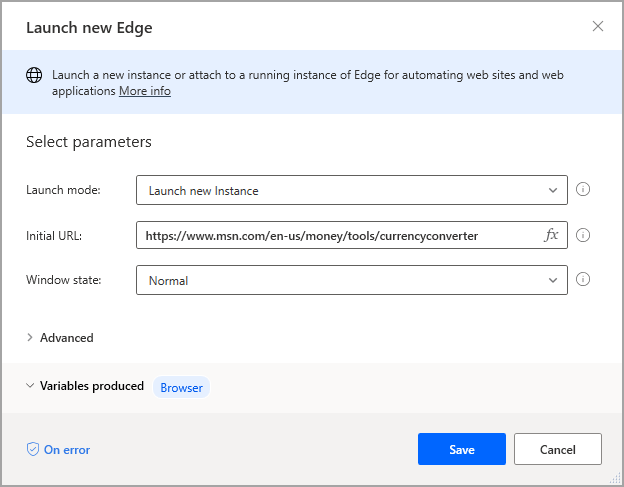 Launch new Edge
Launch a new instance or attach to a running instance of Edge for automating web sites and web
applications More info
Select parameters
Launch mode: Launch new Instance
Initial URL: https://www.msn.com/en-us/money/tools/currencyconverter fx
Window state: Normal
Advanced
Variables produced Browser
On error Save Cancel